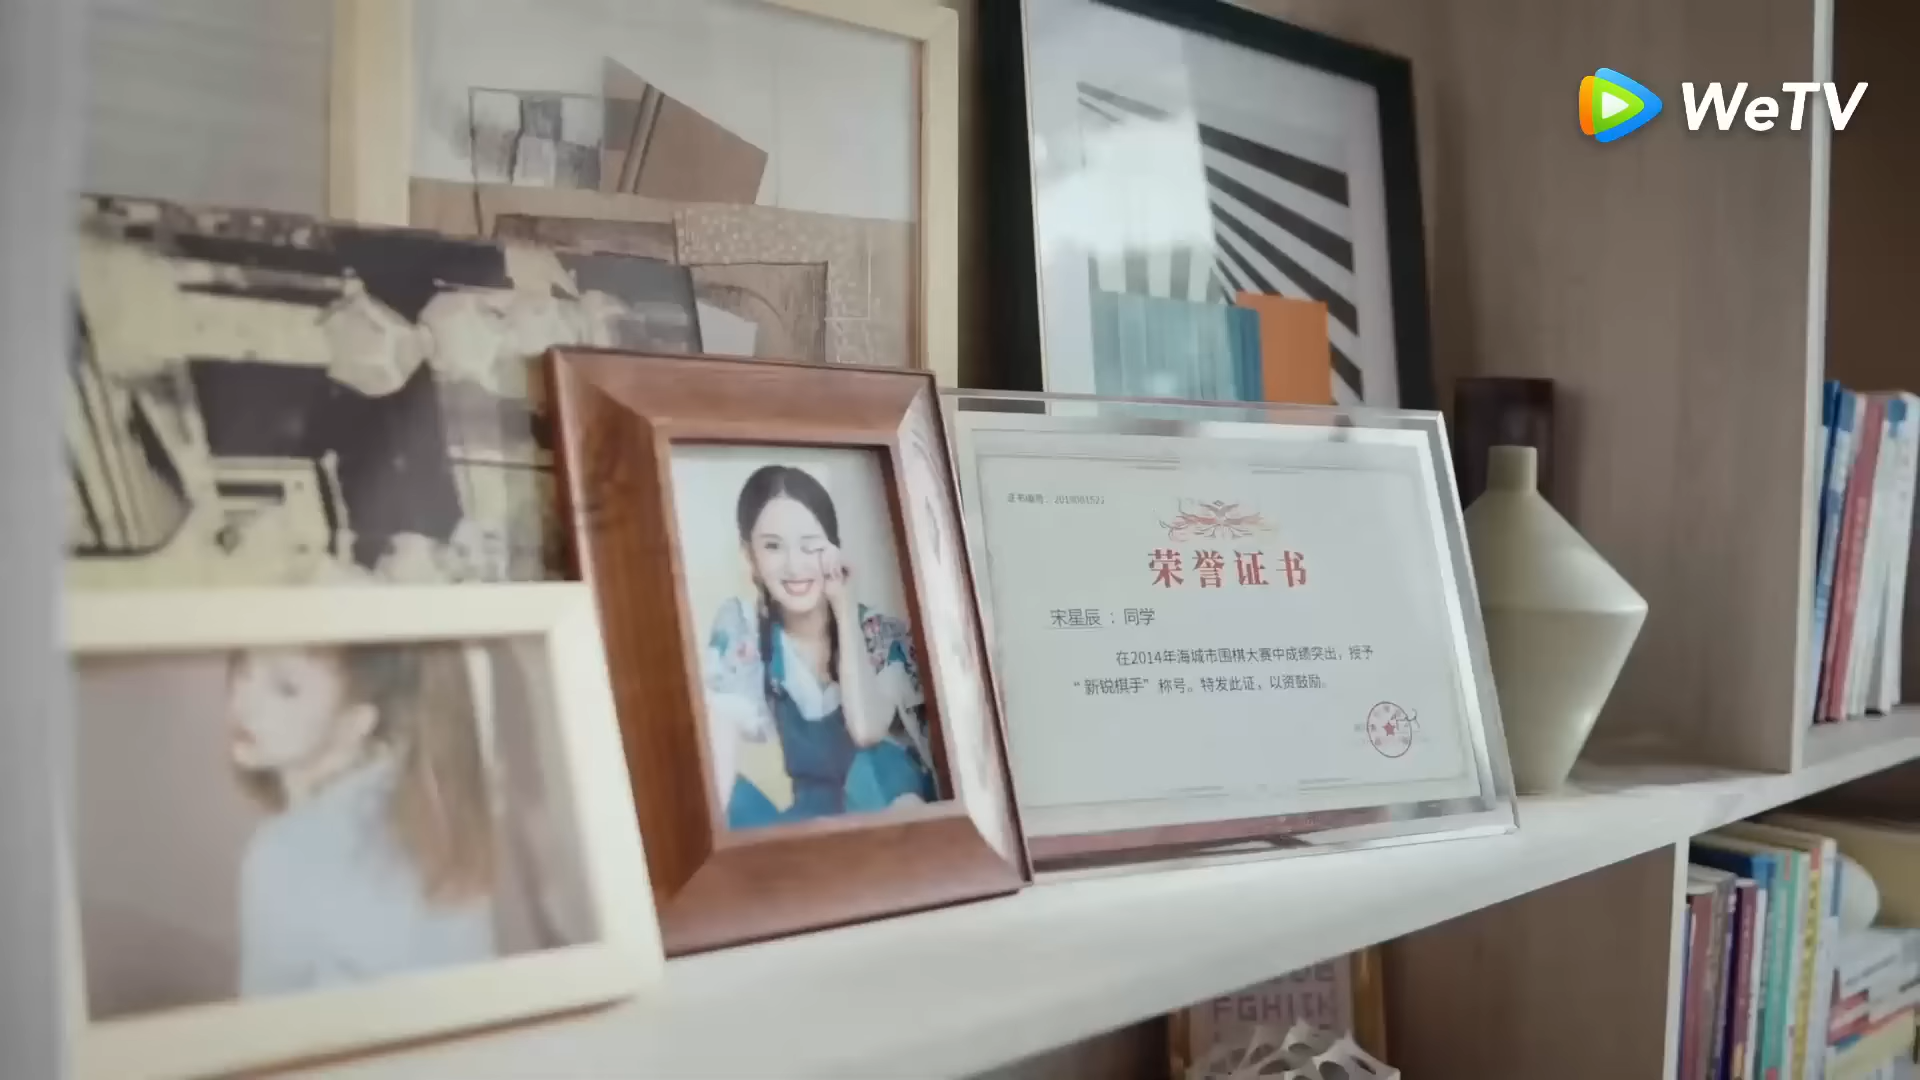 WeTV
证书编号：2019081522
荣誉证书
宋星辰 ：同学
在2014年海城市围棋大赛中成绩突出，授予
“新锐棋手”称号。特发此证，以资鼓励。
FGHIJK